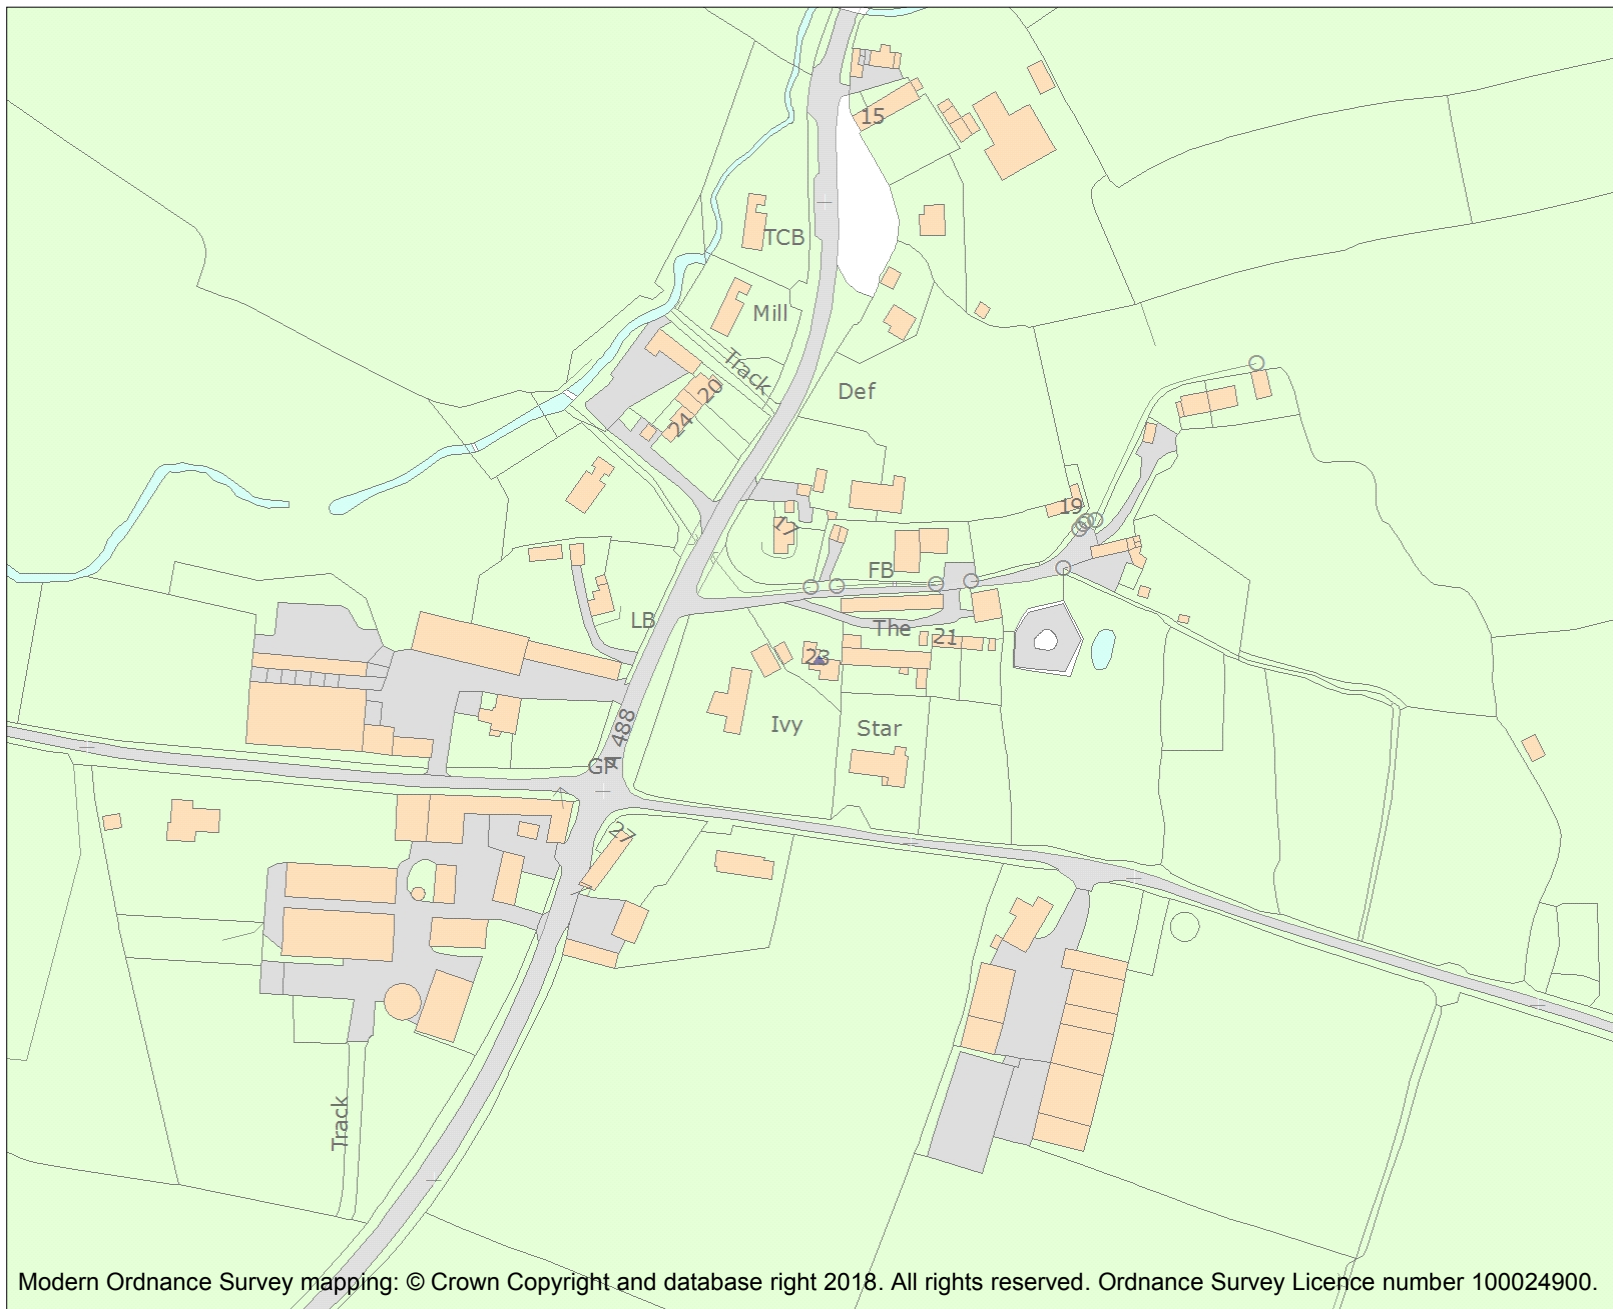 15
TCB
Mill
Track
20
Def
24
19
17
FB
LB
The
21
23
488
Ivy
Star
GP
27
Track
Modern Ordnance Survey mapping: © Crown Copyright and database right 2018. All rights reserved. Ordnance Survey Licence number 100024900.